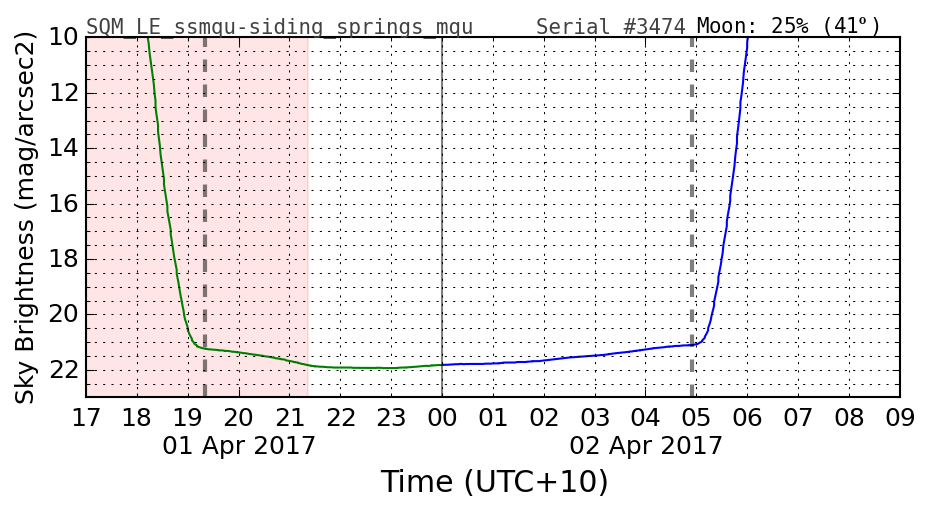 SQM_LE_ssmqu-siding_springs_mqu Serial #3474 Moon: 25% (41°)
Sky Brightness (mag/arcsec2)
10
12
14
16
18
20
22
17 18 19 20 21 22 23 00 01 02 03 04 05 06 07 08 09
01 Apr 2017 02 Apr 2017
Time (UTC+10)